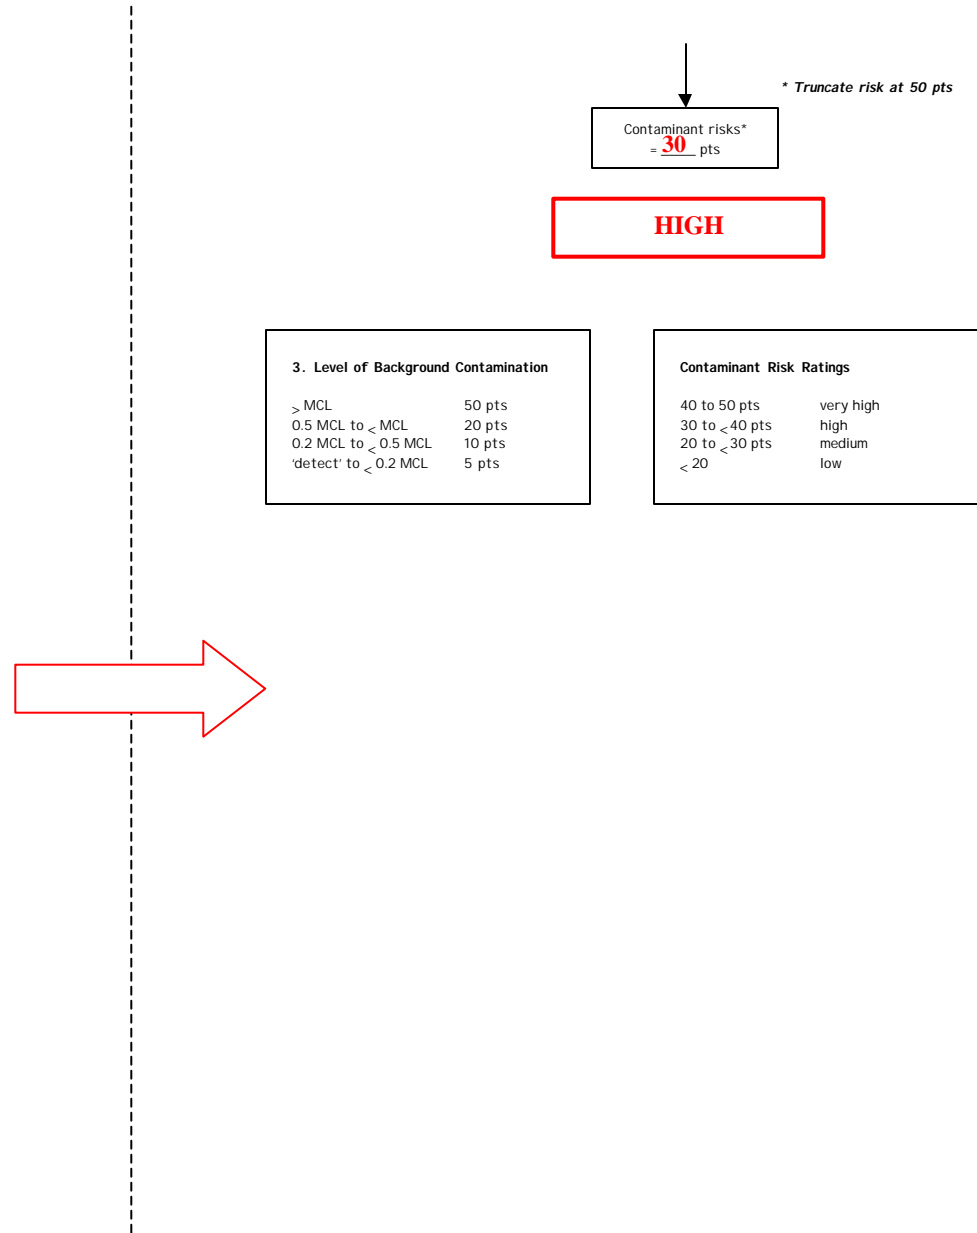 * Truncate risk at 50 pts
Contaminant risks*
= 30 pts
HIGH
3. Level of Background Contamination
> MCL 50 pts
0.5 MCL to < MCL 20 pts
0.2 MCL to < 0.5 MCL 10 pts
‘detect’ to < 0.2 MCL 5 pts
Contaminant Risk Ratings
40 to 50 pts very high
30 to < 40 pts high
20 to < 30 pts medium
< 20 low